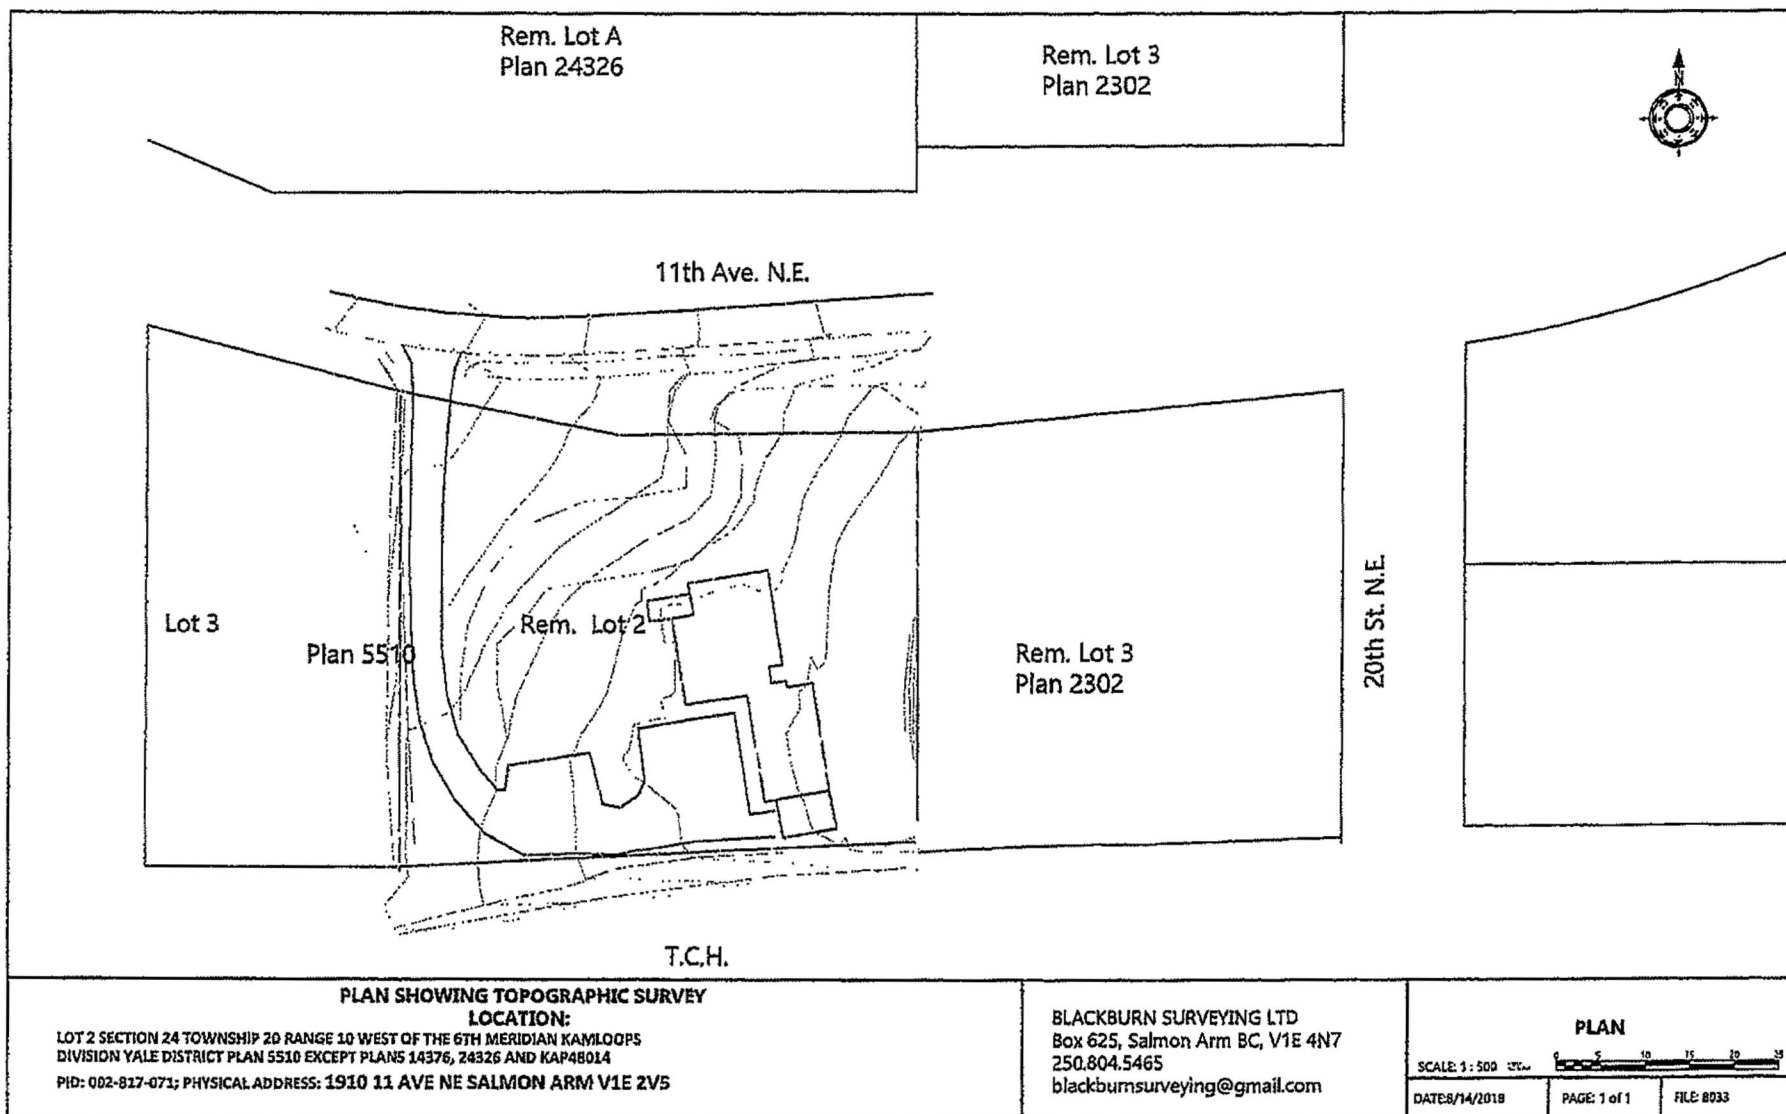 Rem. Lot A
Plan 24326
Rem. Lot 3
Plan 2302
N
11th Ave. N.E.
Lot 3
Plan 5510
Rem. Lot 2
Rem. Lot 3
Plan 2302
20th St. N.E.
T.C.H.
PLAN SHOWING TOPOGRAPHIC SURVEY
LOCATION:
LOT 2 SECTION 24 TOWNSHIP 20 RANGE 10 WEST OF THE 6TH MERIDIAN KAMLOOPS
DIVISION YALE DISTRICT PLAN 5510 EXCEPT PLANS 14376, 24326 AND KAP48014
PID: 002-817-071; PHYSICAL ADDRESS: 1910 11 AVE NE SALMON ARM V1E 2V5
BLACKBURN SURVEYING LTD
Box 625, Salmon Arm BC, V1E 4N7
250.804.5465
blackburnsurveying@gmail.com
PLAN
SCALE: 1 : 500
0 5 10 15 20 25
DATE:8/14/2018
PAGE: 1 of 1
FILE: 8033